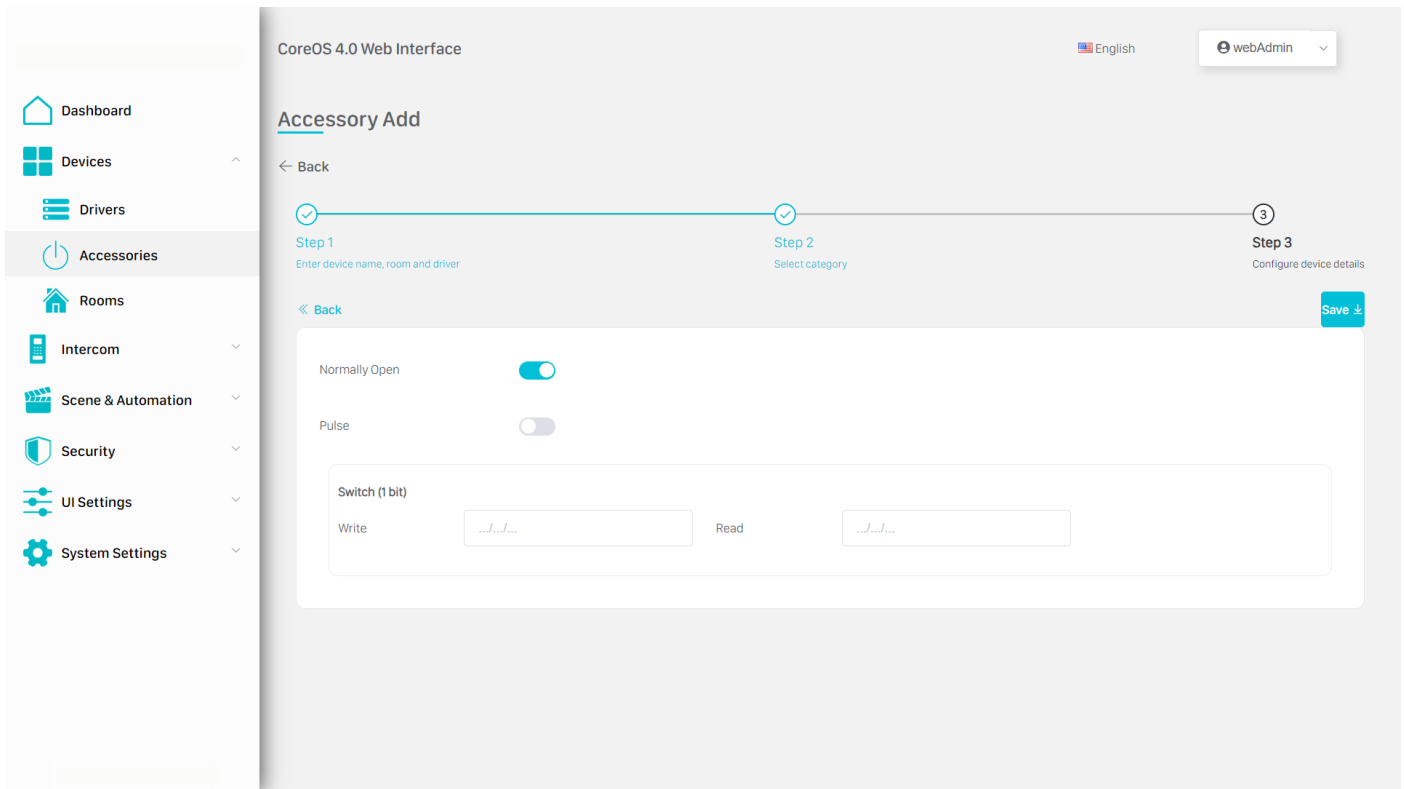 CoreOS 4.0 Web Interface
English
webAdmin
Dashboard
Devices
Drivers
Accessories
Rooms
Intercom
Scene & Automation
Security
UI Settings
System Settings
Accessory Add
Back
3
Step 1
Step 2
Step 3
Enter device name, room and driver
Select category
Configure device details
Back
Save
Normally Open
Pulse
Switch (1 bit)
Write
.../.../...
Read
.../.../...